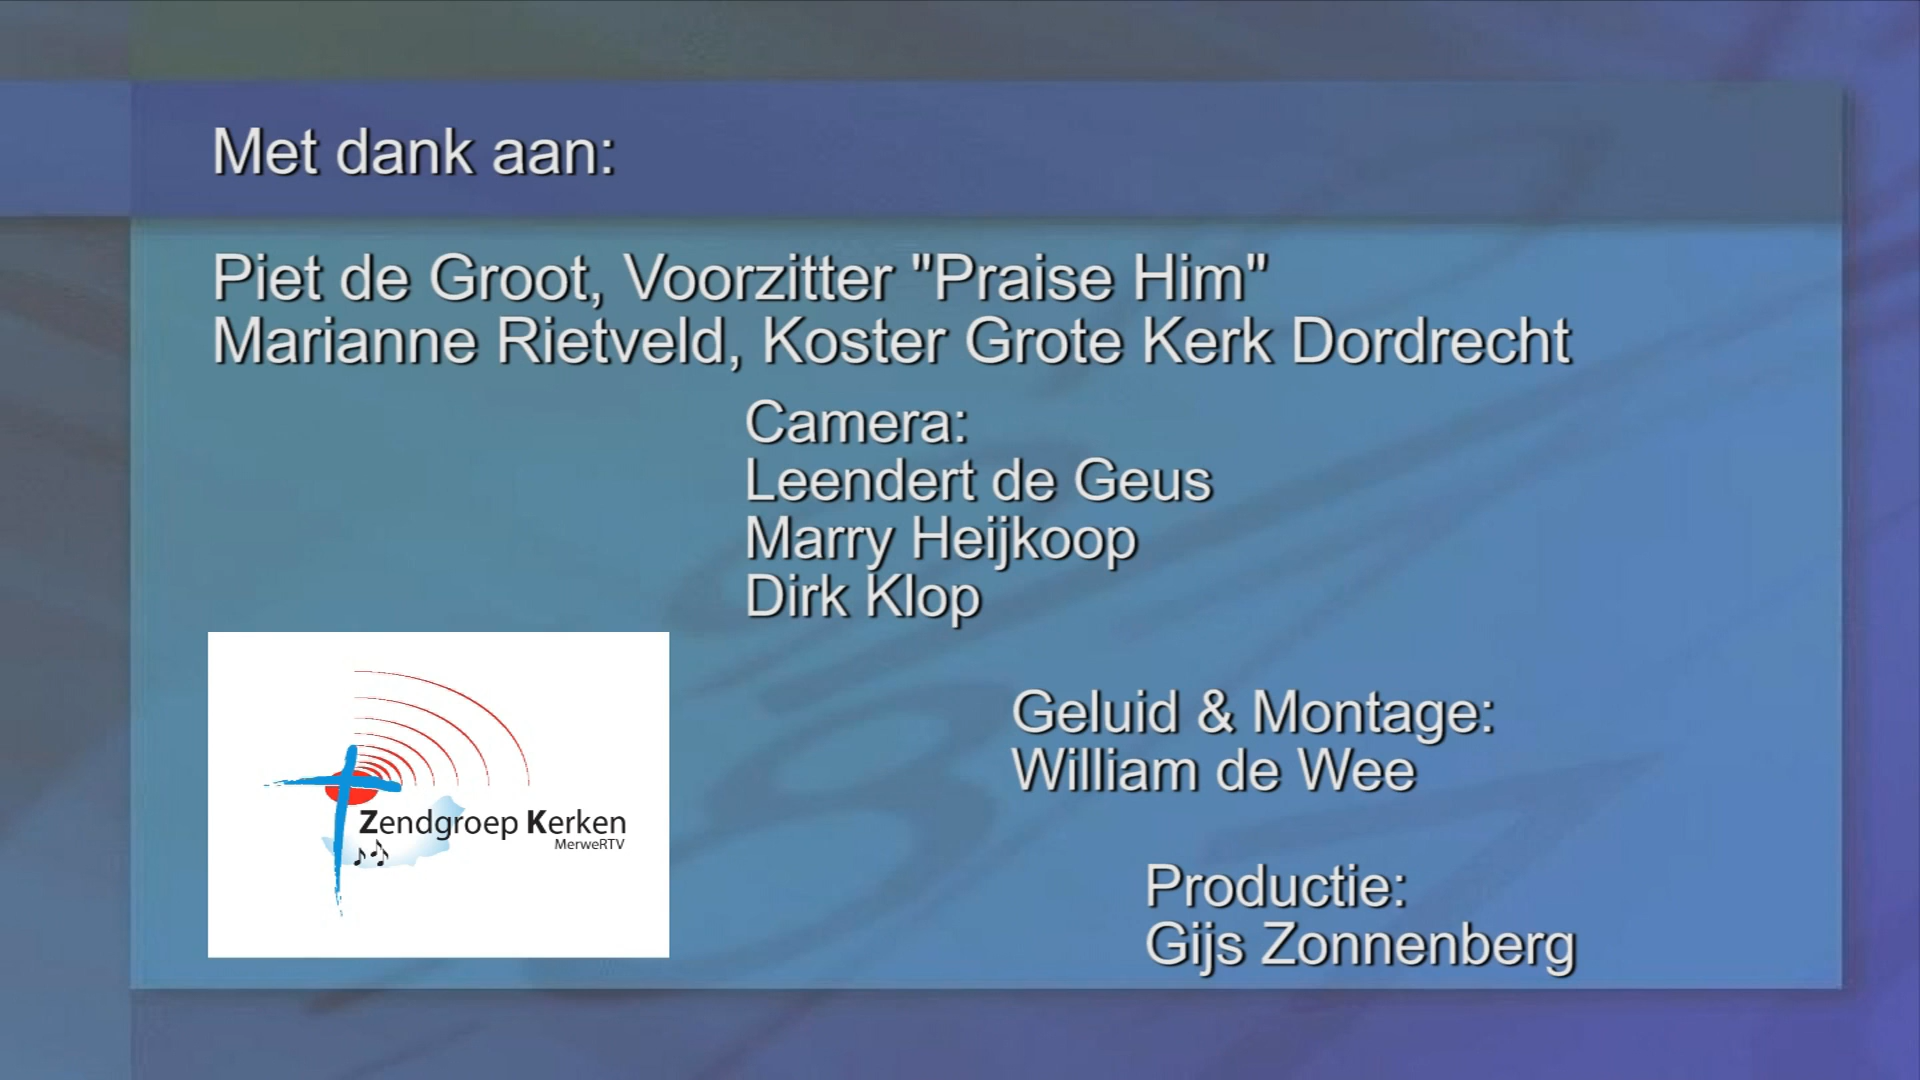 Met dank aan:
Piet de Groot, Voorzitter "Praise Him"
Marianne Rietveld, Koster Grote Kerk Dordrecht
Camera:
Leendert de Geus
Marry Heijkoop
Dirk Klop
Zendgroep Kerken
MerweRTV
Geluid & Montage:
William de Wee
Productie:
Gijs Zonnenberg